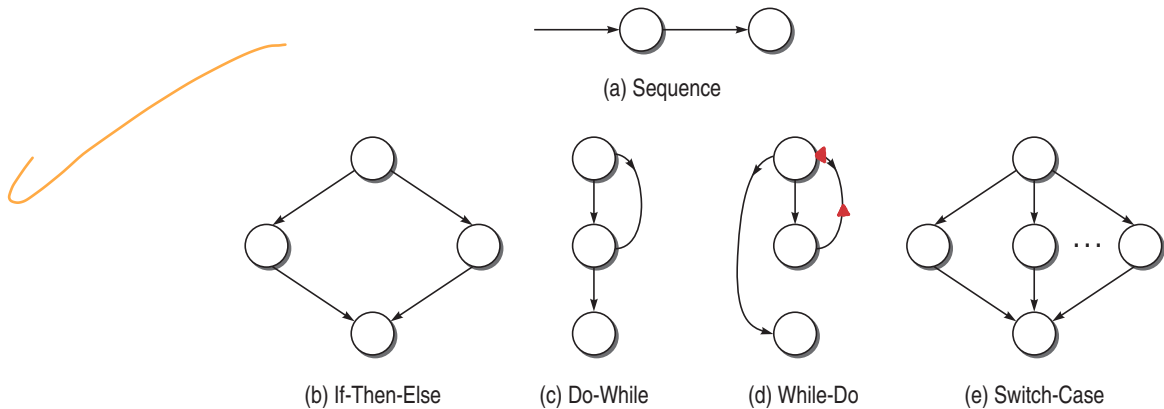 (a) Sequence
...
(b) If-Then-Else
(c) Do-While
(d) While-Do
(e) Switch-Case